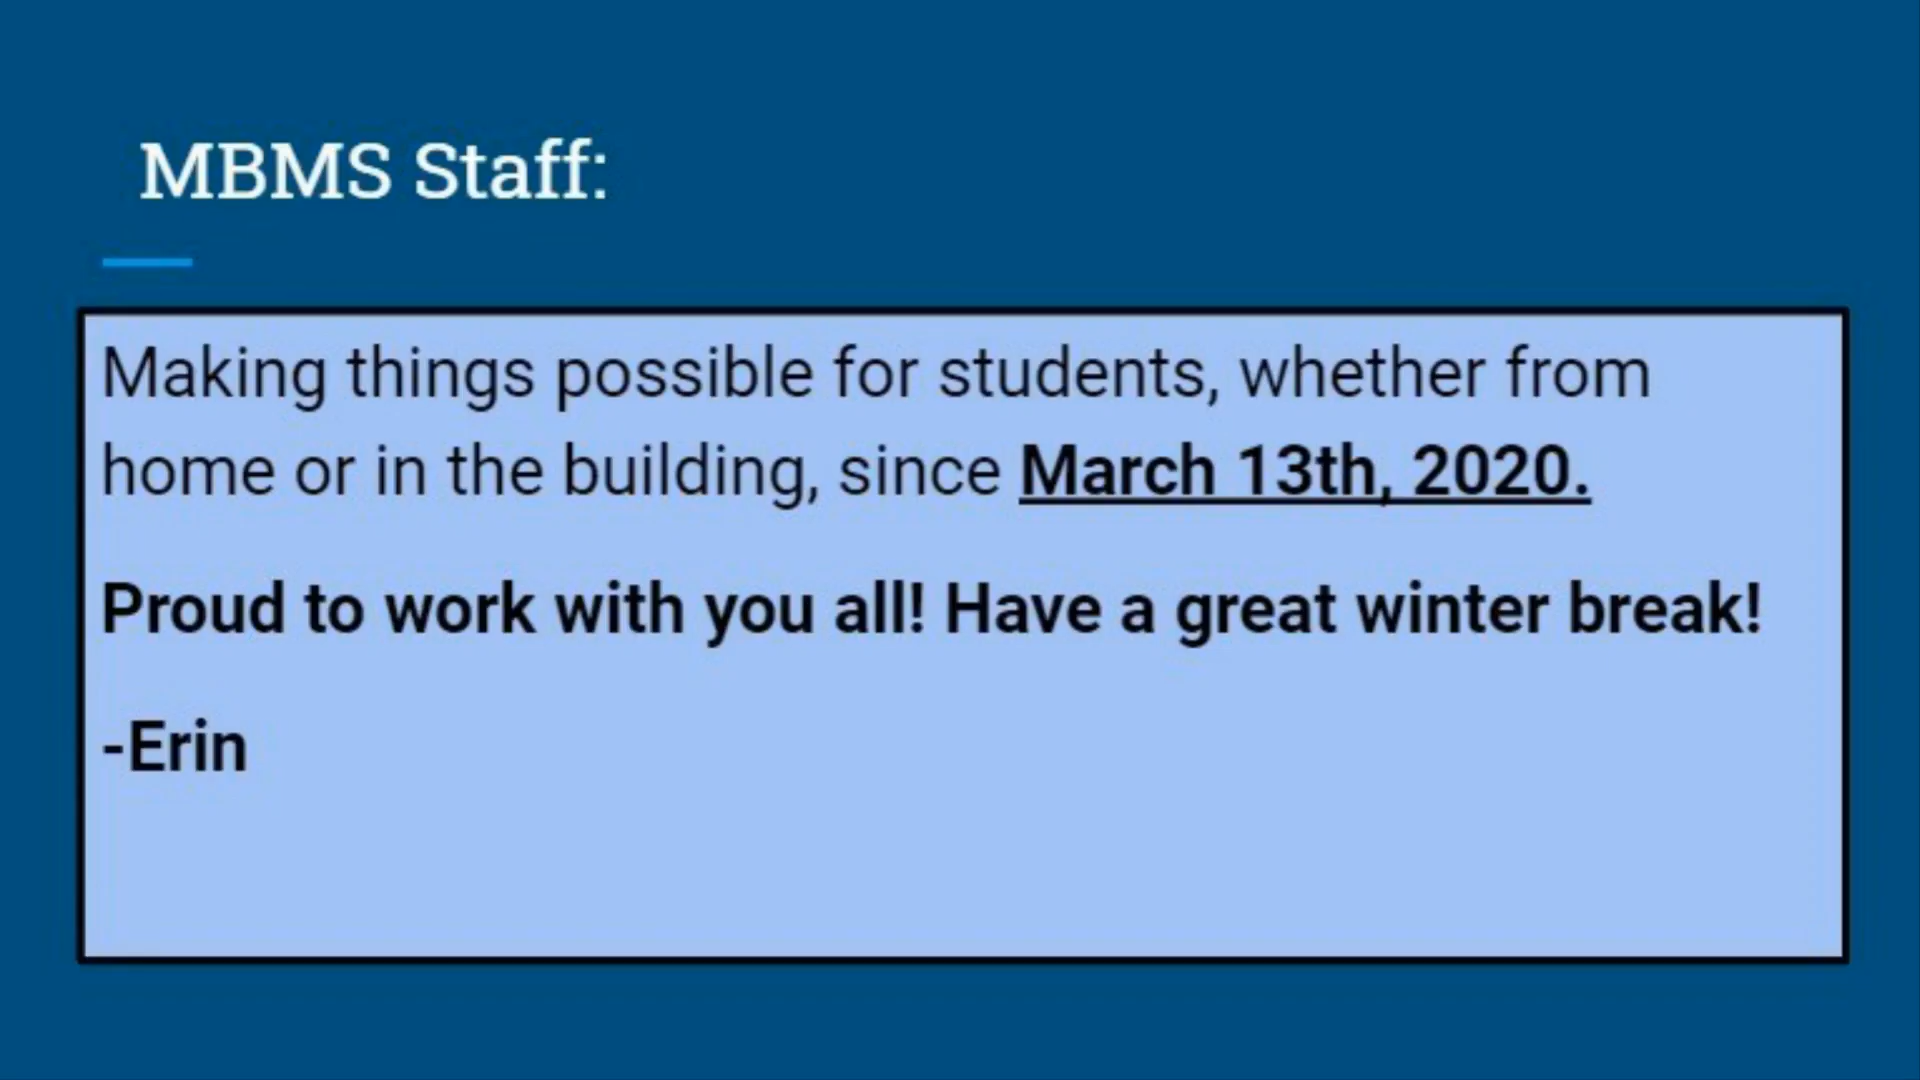 MBMS Staff:
Making things possible for students, whether from
home or in the building, since March 13th, 2020.
Proud to work with you all! Have a great winter break!
-Erin